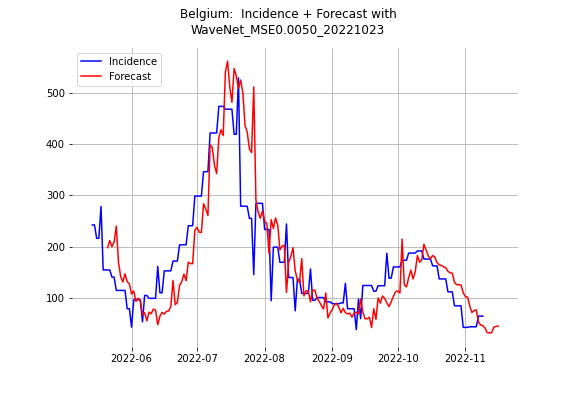 Belgium:  Incidence + Forecast with
WaveNet_MSE0.0050_20221023
Incidence
Forecast
500
400
300
200
100
2022-06
2022-07
2022-08
2022-09
2022-10
2022-11